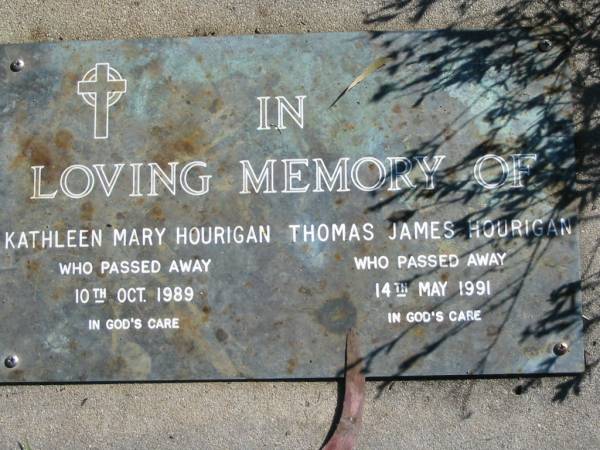 IN
LOVING MEMORY OF
KATHLEEN MARY HOURIGAN
WHO PASSED AWAY
10TH OCT. 1989
IN GOD'S CARE
THOMAS JAMES HOURIGAN
WHO PASSED AWAY
14TH MAY 1991
IN GOD'S CARE